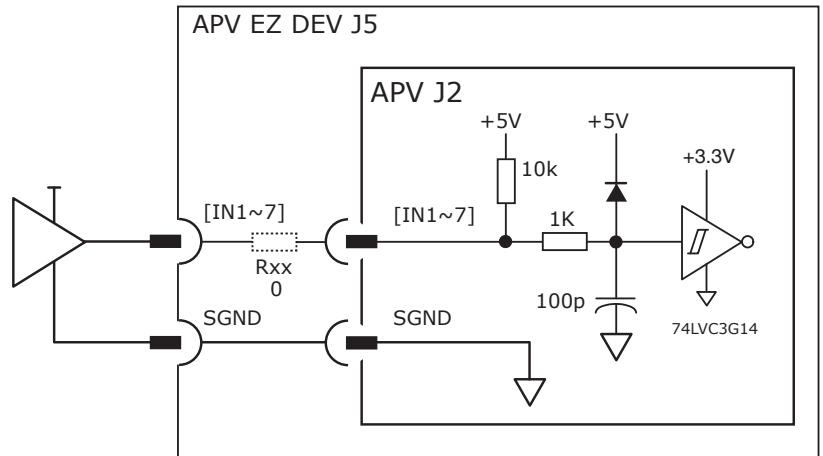 APV EZ DEV J5
APV J2
+5V
+5V
+3.3V
10k
[IN1~7]
[IN1~7]
1K
Rxx
0
100p
SGND
SGND
74LVC3G14